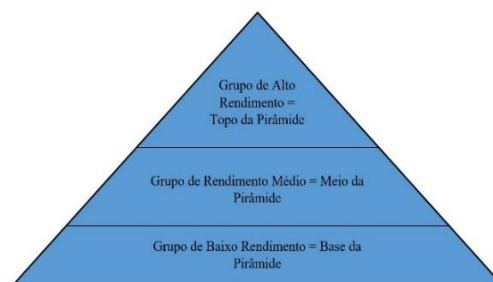 Grupo de Alto
Rendimento =
Topo da Pirâmide
Grupo de Rendimento Médio = Meio da
Pirâmide
Grupo de Baixo Rendimento = Base da
Pirâmide